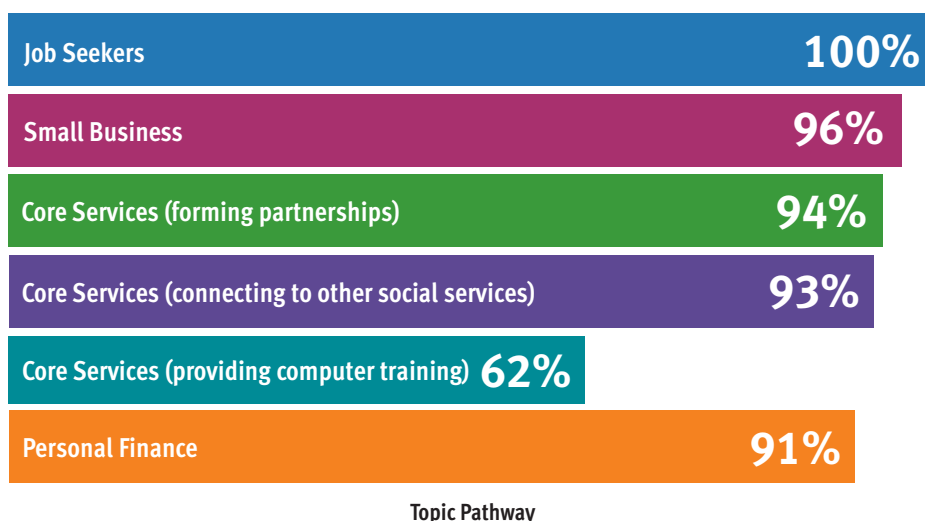 Job Seekers 100%
Small Business 96%
Core Services (forming partnerships) 94%
Core Services (connecting to other social services) 93%
Core Services (providing computer training) 62%
Personal Finance 91%
Topic Pathway